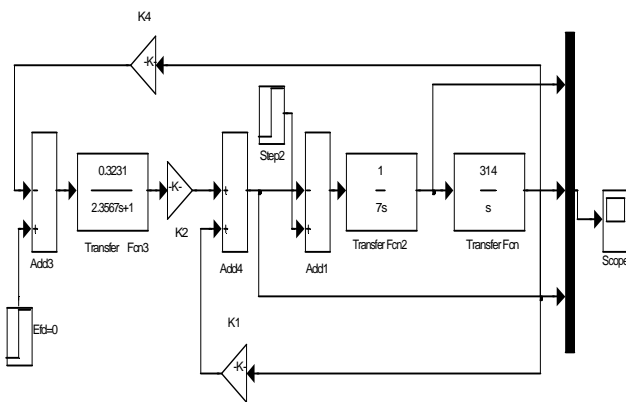 K4
-K-
Step2
0.3231
2.3567s+1
-K-
1
7s
314
s
-
+
+
+
-
+
Add3
Transfer Fcn3
K2
Add4
Add1
Transfer Fcn2
Transfer Fcn
Scope
Efd=0
K1
-K-